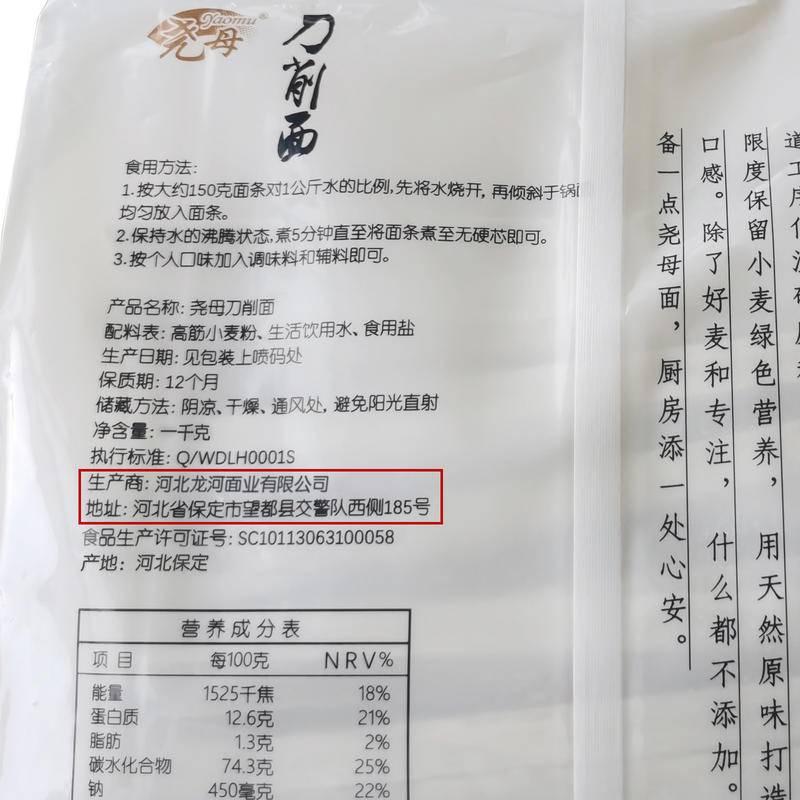 Yaomu®
尧母
刀削面
食用方法:
1.按大约150克面条对1公斤水的比例,先将水烧开,再倾斜于锅
均匀放入面条。
2.保持水的沸腾状态,煮5分钟直至将面条煮至无硬芯即可。
3.按个人口味加入调味料和辅料即可。
产品名称: 尧母刀削面
配料表: 高筋小麦粉、生活饮用水、食用盐
生产日期: 见包装上喷码处
保质期: 12个月
储藏方法: 阴凉、干燥、通风处, 避免阳光直射
净含量: 一千克
执行标准: Q/WDLH0001S
生产商: 河北龙河面业有限公司
地址: 河北省保定市望都县交警队西侧185号
食品生产许可证号: SC10113063100058
产地: 河北保定
营养成分表
项目 每100克 NRV%
能量 1525千焦 18%
蛋白质 12.6克 21%
脂肪 1.3克 2%
碳水化合物 74.3克 25%
钠 450毫克 22%
限度保留小麦绿色营养, 用天然原味打造
口感。除了好麦和专注, 什么都不添加。
备一点尧母面, 厨房添一处心安。